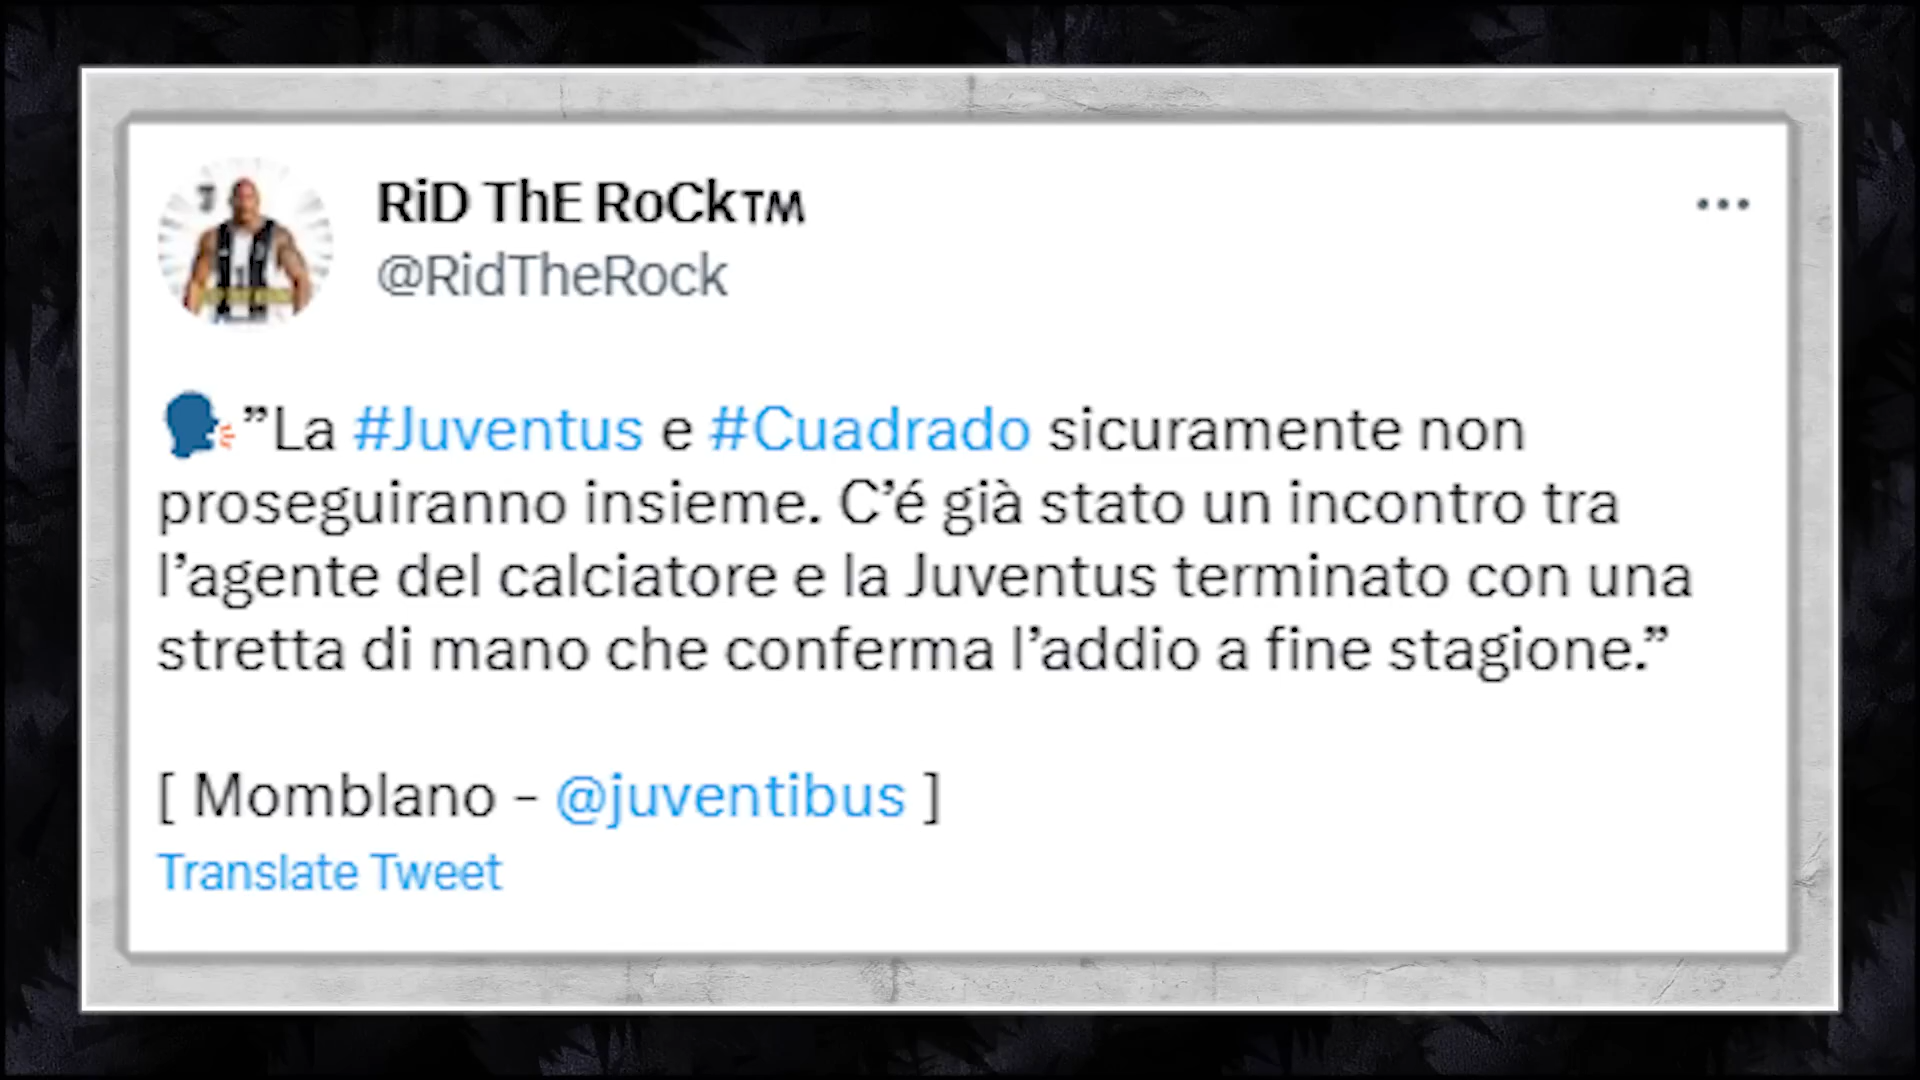 RiD ThE RoCk™
@RidTheRock
🗣️”La #Juventus e #Cuadrado sicuramente non
proseguiranno insieme. C’é già stato un incontro tra
l’agente del calciatore e la Juventus terminato con una
stretta di mano che conferma l’addio a fine stagione.”
[ Momblano – @juventibus ]
Translate Tweet